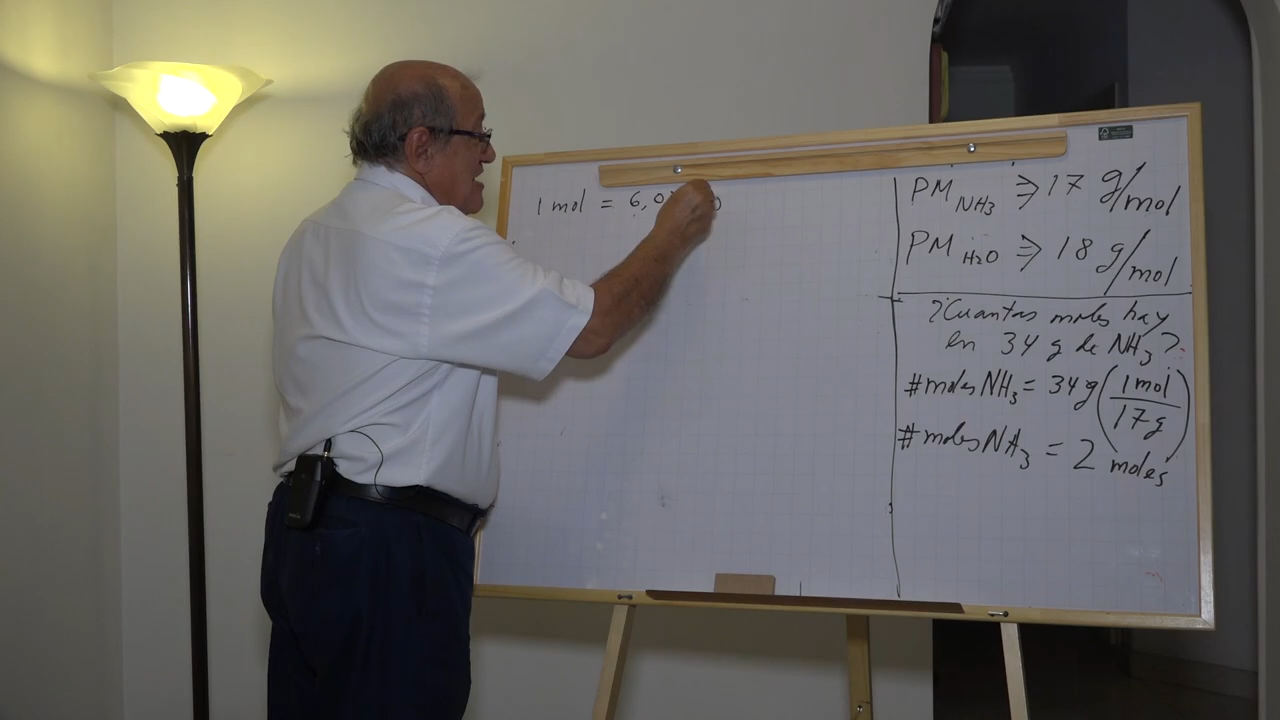 1 mol = 6,0
PM NH3 ⇒ 17 g/mol
PM H2O ⇒ 18 g/mol
?Cuantos moles hay
en 34 g de NH3?
#moles NH3 = 34 g (1 mol / 17 g)
#moles NH3 = 2 moles